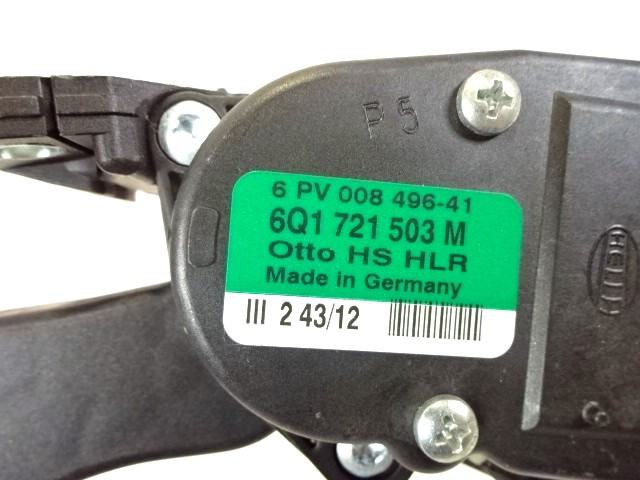 P 5
6 PV 008 496-41
6Q1 721 503 M
Otto HS HLR
Made in Germany
III 2 43/12
HELLA